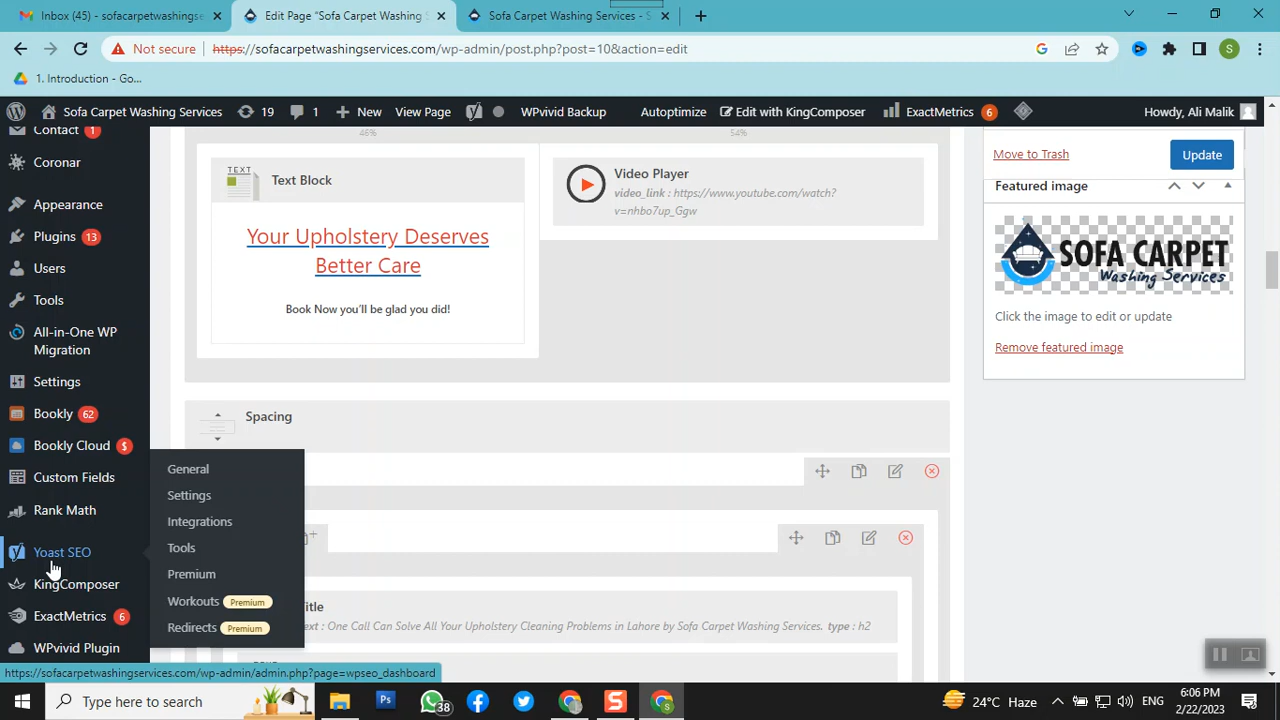 Inbox (45) - sofacarpetwashingse
Edit Page "Sofa Carpet Washing S
Sofa Carpet Washing Services - S
Not secure
https://sofacarpetwashingservices.com/wp-admin/post.php?post=10&action=edit
S
1. Introduction - Go...
Sofa Carpet Washing Services
19
1
New
View Page
WPvivid Backup
Autoptimize
Edit with KingComposer
ExactMetrics 6
Howdy, Ali Malik
Contact 1
Coronar
Appearance
Plugins 13
Users
Tools
All-in-One WP
Migration
Settings
Bookly 62
Bookly Cloud $
Custom Fields
Rank Math
Yoast SEO
KingComposer
ExactMetrics 6
WPvivid Plugin
General
Settings
Integrations
Tools
Premium
Workouts Premium
Redirects Premium
46%
54%
TEXT
Text Block
Your Upholstery Deserves
Better Care
Book Now you'll be glad you did!
Video Player
video_link : https://www.youtube.com/watch?
v=nhbo7up_Ggw
Spacing
Title
ext : One Call Can Solve All Your Upholstery Cleaning Problems in Lahore by Sofa Carpet Washing Services. type : h2
Move to Trash
Update
Featured image
SOFA CARPET
Washing Services
Click the image to edit or update
Remove featured image
https://sofacarpetwashingservices.com/wp-admin/admin.php?page=wpseo_dashboard
Type here to search
Ps
38
S
24°C Haze
ENG
6:06 PM
2/22/2023